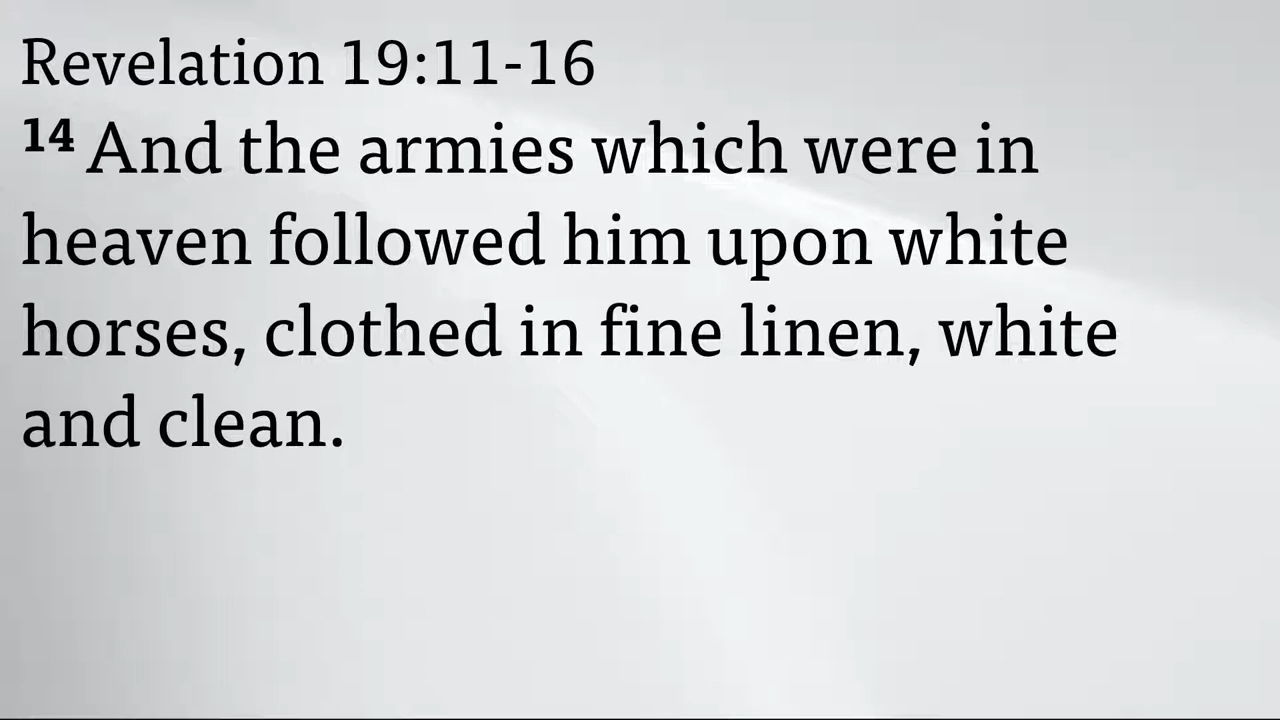 Revelation 19:11-16
14 And the armies which were in
heaven followed him upon white
horses, clothed in fine linen, white
and clean.